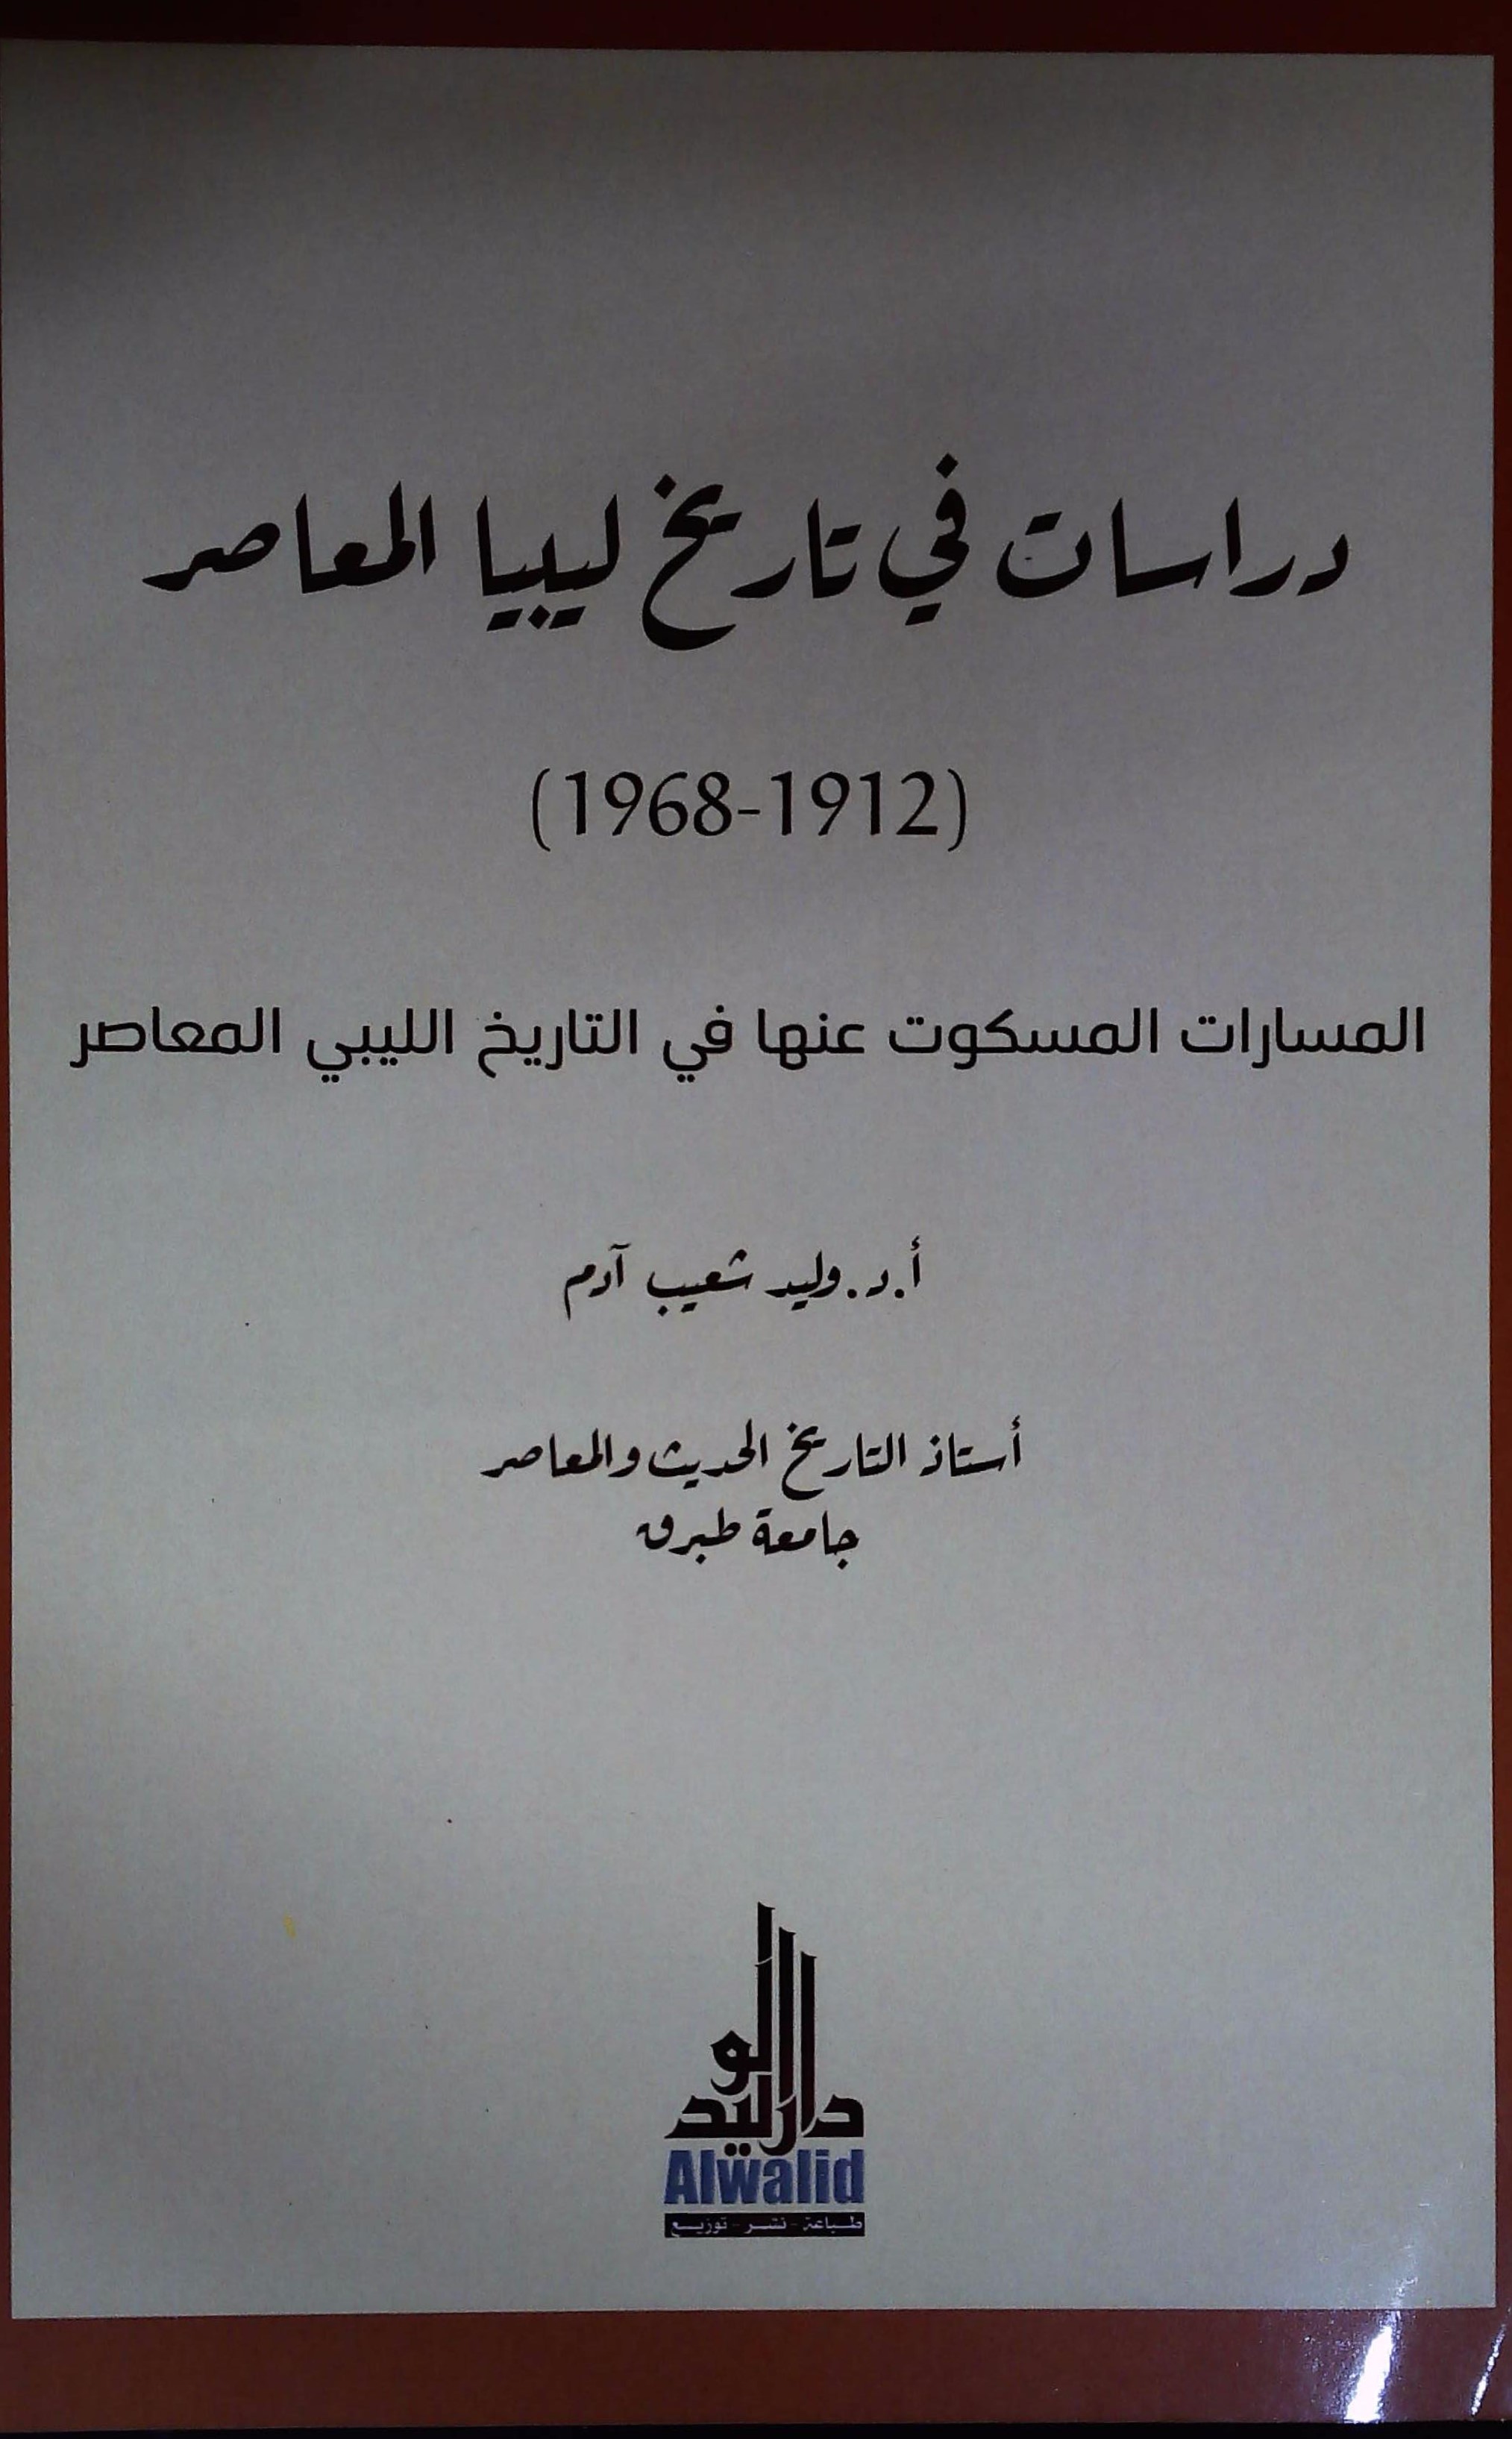 دراسات في تاريخ ليبيا المعاصر
(1912-1968)
المسارات المسكوت عنها في التاريخ الليبي المعاصر
أ.د.وليد شعيب آدم
أستاذ التاريخ الحديث والمعاصر
جامعة طبرق
دار الوليد
Alwalid
طباعة - نشر - توزيع